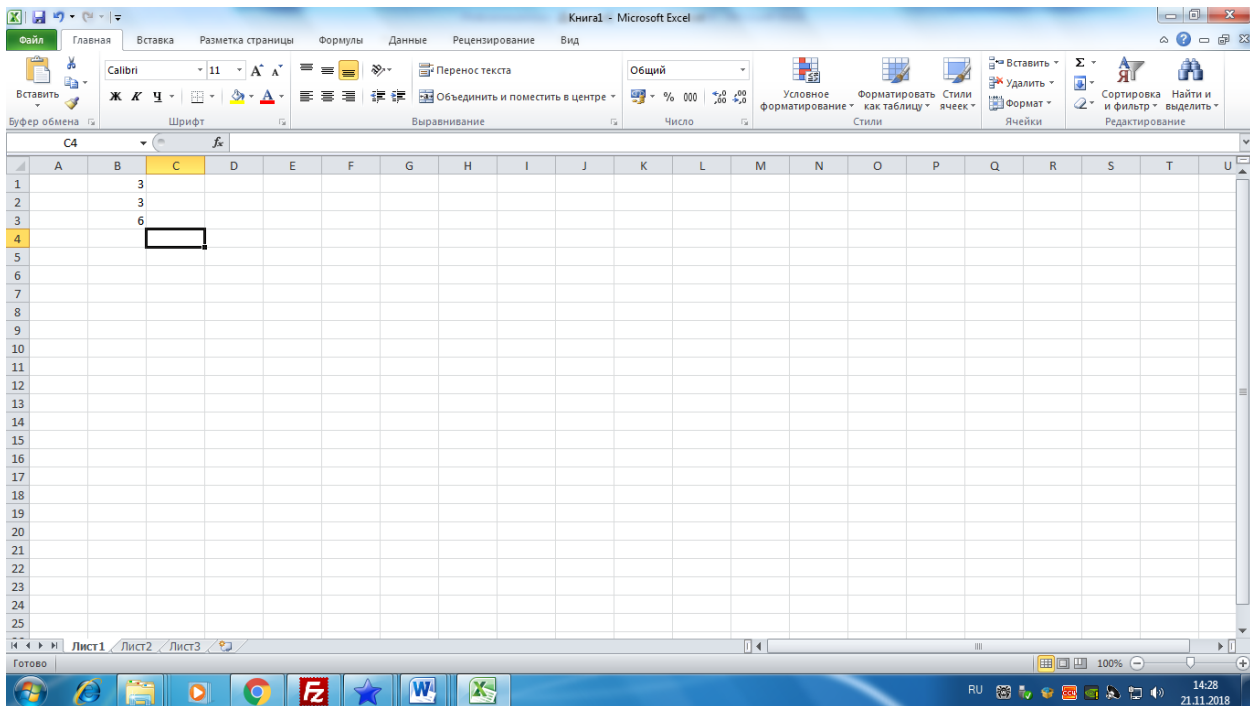 Книга1 - Microsoft Excel
Файл Главная Вставка Разметка страницы Формулы Данные Рецензирование Вид
Вставить
Calibri 11 A A
Ж К Ч A
Перенос текста
Объединить и поместить в центре
Общий
% 000
Условное форматирование
Форматировать как таблицу
Стили ячеек
Вставить
Удалить
Формат
Σ
Сортировка и фильтр
Найти и выделить
Буфер обмена Шрифт Выравнивание Число Стили Ячейки Редактирование
C4 fx
A B C D E F G H I J K L M N O P Q R S T U
1 3
2 3
3 6
4
5
6
7
8
9
10
11
12
13
14
15
16
17
18
19
20
21
22
23
24
25
Лист1 Лист2 Лист3
Готово 100%
RU 14:28
21.11.2018